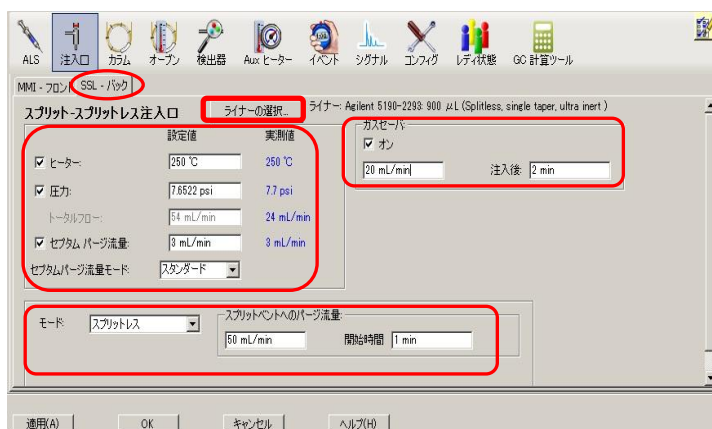 ALS 注入口 カラム オーブン 検出器 Aux ヒーター イベント シグナル コンフィグ レディ状態 GC 計算ツール
MMI - フロント SSL - バック
スプリット-スプリットレス注入口 ライナーの選択... ライナー: Agilent 5190-2293: 900 μL (Splitless, single taper, ultra inert )
設定値 実測値
ヒーター: 250 ℃ 250 ℃
圧力: 7.6522 psi 7.7 psi
トータルフロー: 54 mL/min 24 mL/min
セプタム パージ流量: 3 mL/min 3 mL/min
セプタムパージ流量モード: スタンダード
ガスセーバ:
オン
20 mL/min 注入後: 2 min
モード: スプリットレス
スプリットベントへのパージ流量:
50 mL/min 開始時間 1 min
適用(A) OK キャンセル ヘルプ(H)